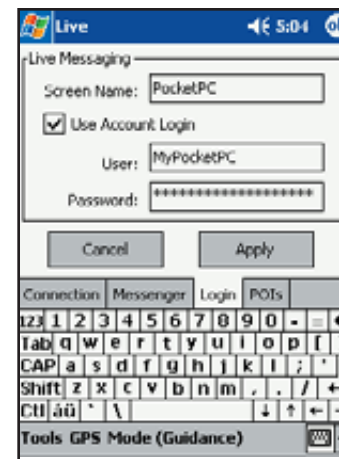 Live 5:04
Live Messaging
Screen Name: PocketPC
Use Account Login
User: MyPocketPC
Password: ********************
Cancel Apply
Connection Messenger Login POIs
123 1 2 3 4 5 6 7 8 9 0 - =
Tab q w e r t y u i o p [
CAP a s d f g h j k l ; '
Shift z x c v b n m , . /
Ctl áü ` \
Tools GPS Mode (Guidance)